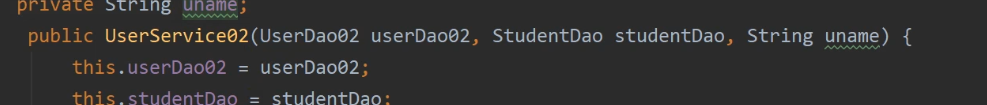 private String uname;
public UserService02(UserDao02 userDao02, StudentDao studentDao, String uname) {
this.userDao02 = userDao02;
this.studentDao = studentDao;